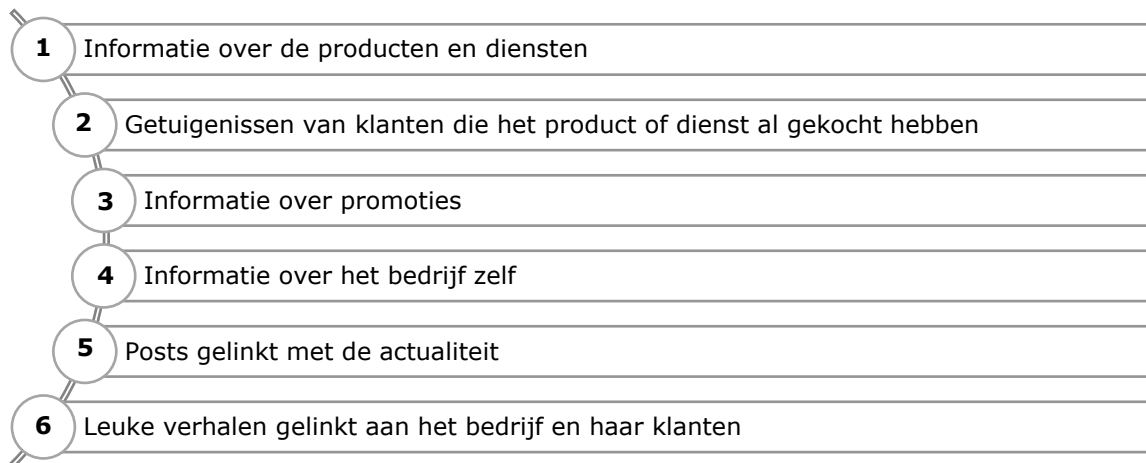 1 Informatie over de producten en diensten
2 Getuigenissen van klanten die het product of dienst al gekocht hebben
3 Informatie over promoties
4 Informatie over het bedrijf zelf
5 Posts gelinkt met de actualiteit
6 Leuke verhalen gelinkt aan het bedrijf en haar klanten